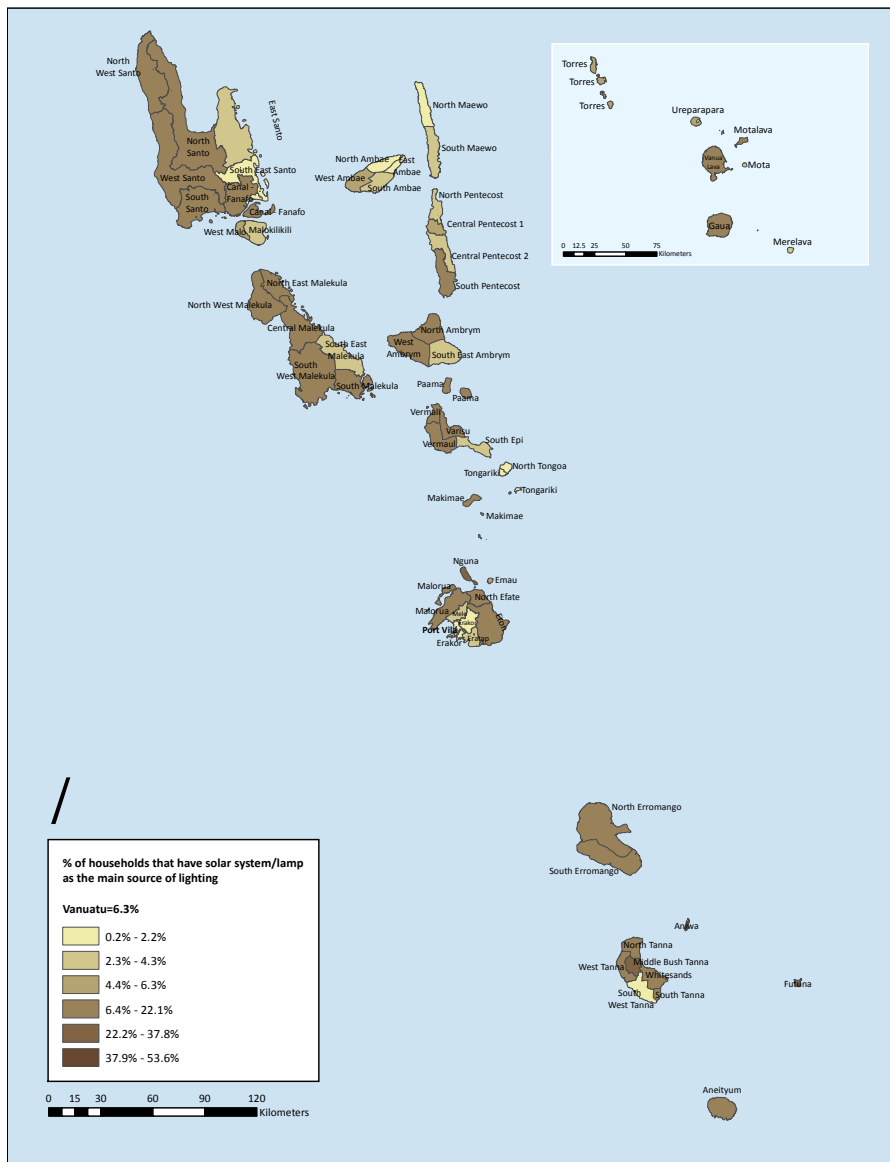 North
West Santo
East Santo
North
Santo
South East Santo
West Santo
Canal -
Fanafo
South
Santo
Canal - Fanafo
West Malo
Malokilikili
North Maewo
South Maewo
North Ambae
East
Ambae
West Ambae
South Ambae
North Pentecost
Central Pentecost 1
Central Pentecost 2
South Pentecost
Torres
Torres
Torres
Ureparapara
Motalava
Vanua
Lava
Mota
Gaua
Merelava
0 12.5 25 50 75
Kilometers
North East Malekula
North West Malekula
Central Malekula
South East
Malekula
South
West Malekula
South Malekula
North Ambrym
West
Ambrym
South East Ambrym
Paama
Paama
Vermali
Varisu
Vermaul
South Epi
North Tongoa
Tongariki
Tongariki
Makimae
Makimae
Nguna
Emau
Malorua
North Efate
Malorua
Mele
Erakor
Eton
Port Vila
Erakor
Eratap
North Erromango
South Erromango
Aniwa
North Tanna
Middle Bush Tanna
West Tanna
Whitesands
South
West Tanna
South Tanna
Futuna
Aneityum
% of households that have solar system/lamp
as the main source of lighting
Vanuatu=6.3%
0.2% - 2.2%
2.3% - 4.3%
4.4% - 6.3%
6.4% - 22.1%
22.2% - 37.8%
37.9% - 53.6%
0 15 30 60 90 120
Kilometers